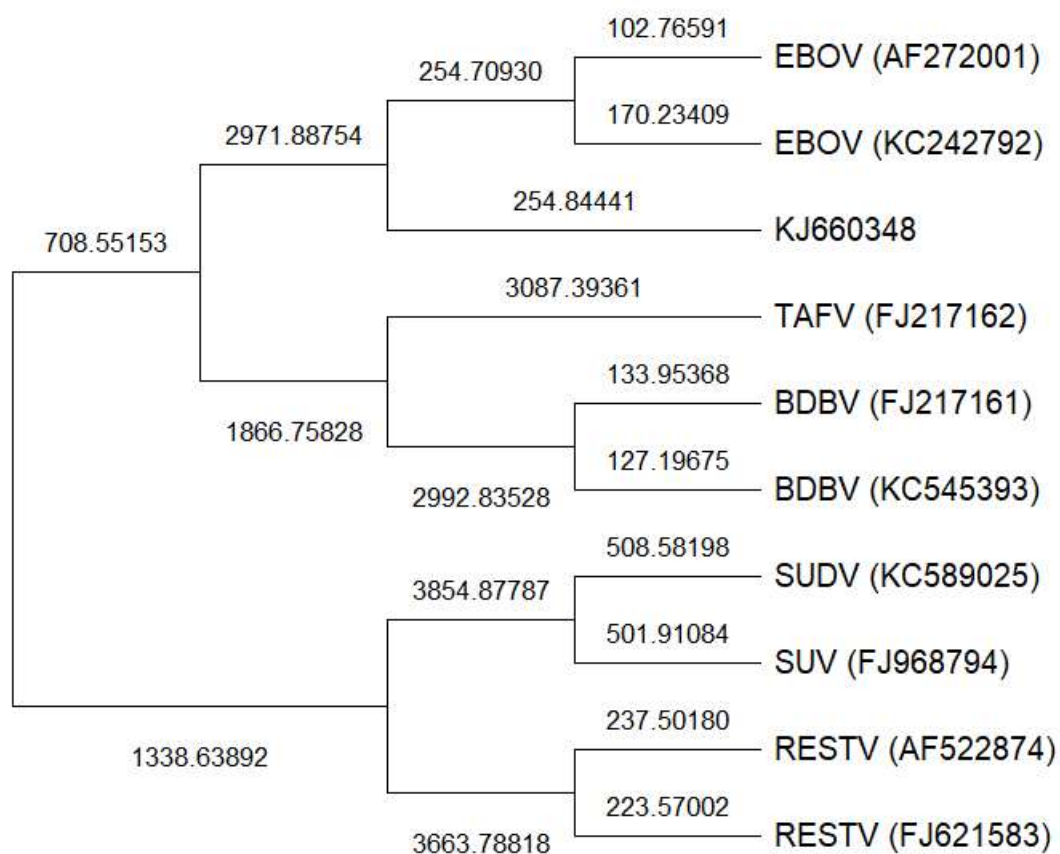 102.76591
EBOV (AF272001)
254.70930
170.23409
EBOV (KC242792)
2971.88754
254.84441
KJ660348
708.55153
3087.39361
TAFV (FJ217162)
133.95368
BDBV (FJ217161)
1866.75828
127.19675
BDBV (KC545393)
2992.83528
508.58198
SUDV (KC589025)
3854.87787
501.91084
SUV (FJ968794)
237.50180
RESTV (AF522874)
1338.63892
223.57002
RESTV (FJ621583)
3663.78818